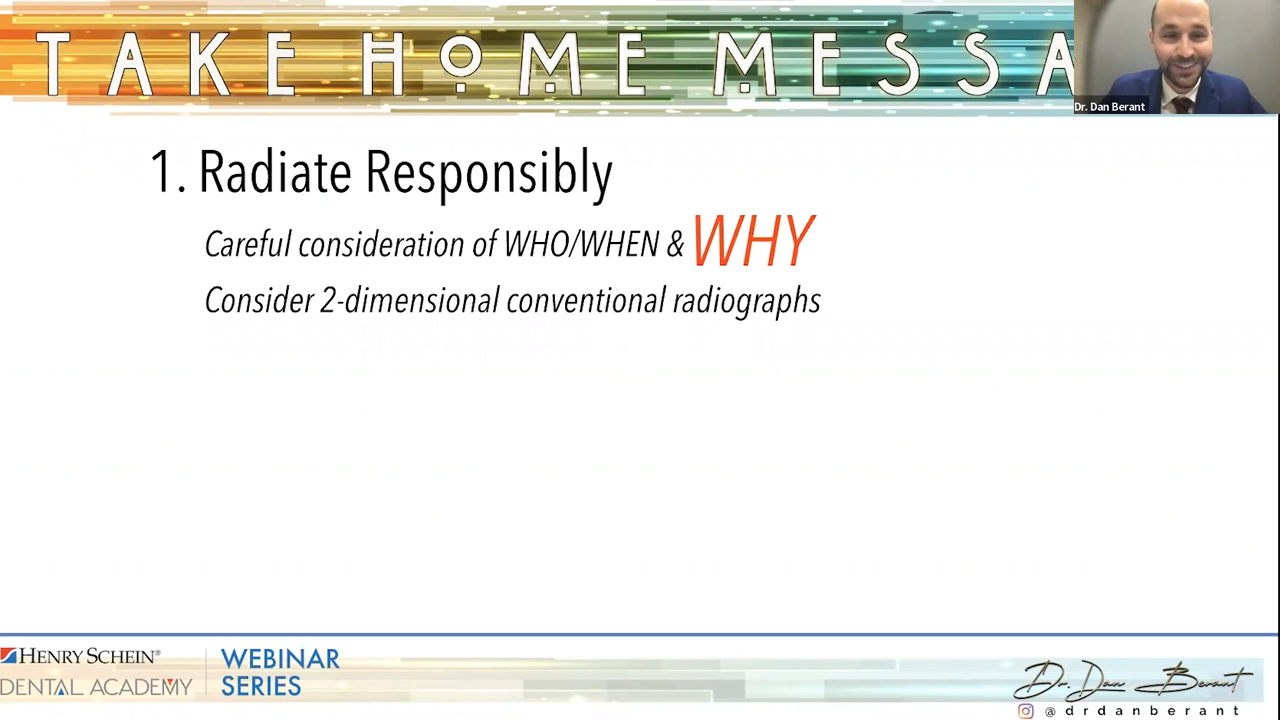 TAKE HOME MESSA
Dr. Dan Berant
1. Radiate Responsibly
Careful consideration of WHO/WHEN & WHY
Consider 2-dimensional conventional radiographs
HENRY SCHEIN®
DENTAL ACADEMY
WEBINAR
SERIES
Dr. Dan Berant
@drdanberant